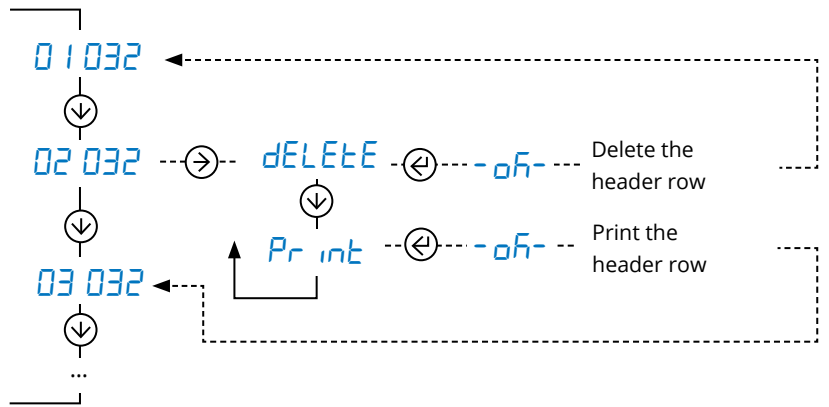 01 032
02 032
dELEtE
-oK-
Delete the
header row
Print
-oK-
Print the
header row
03 032
...